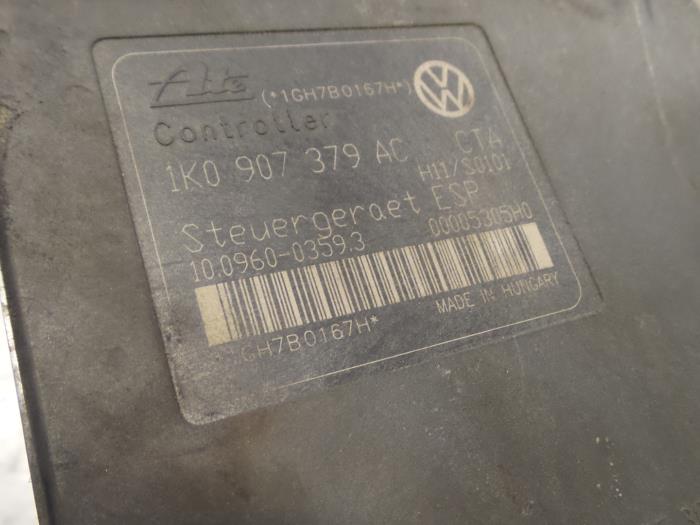 Ate (*1GH7B0167H*)
Controller CTA
1K0 907 379 AC H11/S0101
Steuergeraet ESP
10.0960-0359.3 00005305H0
GH7B0167H* MADE IN HUNGARY